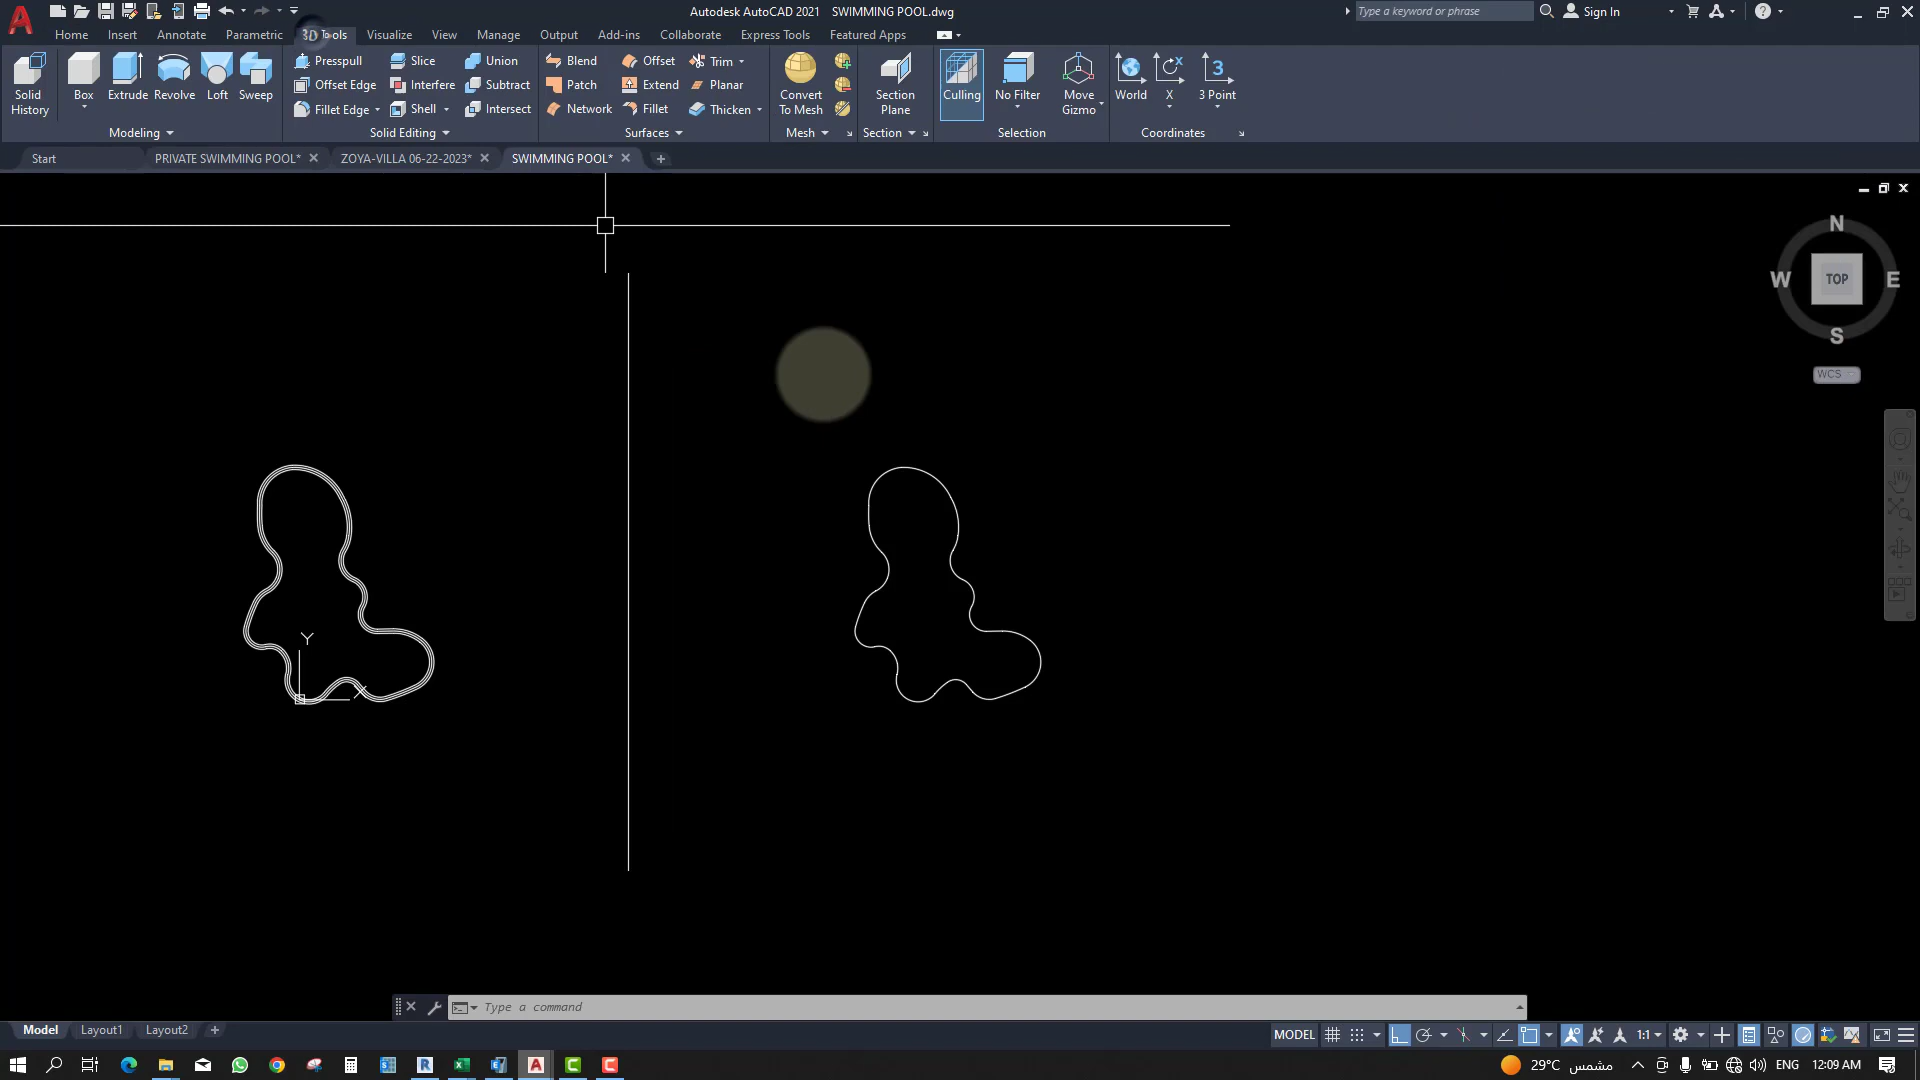 Autodesk AutoCAD 2021 SWIMMING POOL.dwg
Type a keyword or phrase
Sign In
Home Insert Annotate Parametric 3D Tools Visualize View Manage Output Add-ins Collaborate Express Tools Featured Apps
Solid History
Box
Extrude
Revolve
Loft
Sweep
Modeling
Presspull
Offset Edge
Fillet Edge
Slice
Interfere
Shell
Union
Subtract
Intersect
Solid Editing
Blend
Patch
Network
Offset
Extend
Fillet
Trim
Planar
Thicken
Surfaces
Convert To Mesh
Mesh
Section Plane
Section
Culling
No Filter
Move Gizmo
Selection
World
X
3 Point
Coordinates
Start
PRIVATE SWIMMING POOL*
ZOYA-VILLA 06-22-2023*
SWIMMING POOL*
N
W TOP E
S
WCS
Y
X
Type a command
Model Layout1 Layout2
MODEL
1:1
29°C مشمس
ENG
12:09 AM